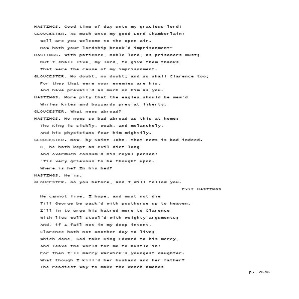 HASTINGS. Good time of day unto my gracious lord!
GLOUCESTER. As much unto my good Lord Chamberlain!
Well are you welcome to the open air.
How hath your lordship brook'd imprisonment?
HASTINGS. With patience, noble lord, as prisoners must;
But I shall live, my lord, to give them thanks
That were the cause of my imprisonment.
GLOUCESTER. No doubt, no doubt; and so shall Clarence too;
For they that were your enemies are his,
And have prevail'd as much on him as you.
HASTINGS. More pity that the eagles should be mew'd
Whiles kites and buzzards prey at liberty.
GLOUCESTER. What news abroad?
HASTINGS. No news so bad abroad as this at home:
The King is sickly, weak, and melancholy,
And his physicians fear him mightily.
GLOUCESTER. Now, by Saint John, that news is bad indeed.
O, he hath kept an evil diet long
And overmuch consum'd his royal person!
'Tis very grievous to be thought upon.
Where is he? In his bed?
HASTINGS. He is.
GLOUCESTER. Go you before, and I will follow you.
Exit HASTINGS
He cannot live, I hope, and must not die
Till George be pack'd with posthorse up to heaven.
I'll in to urge his hatred more to Clarence
With lies well steel'd with weighty arguments;
And, if I fail not in my deep intent,
Clarence hath not another day to live;
Which done, God take King Edward to his mercy,
And leave the world for me to bustle in!
For then I'll marry Warwick's youngest daughter.
What though I kill'd her husband and her father?
The readiest way to make the wench amends